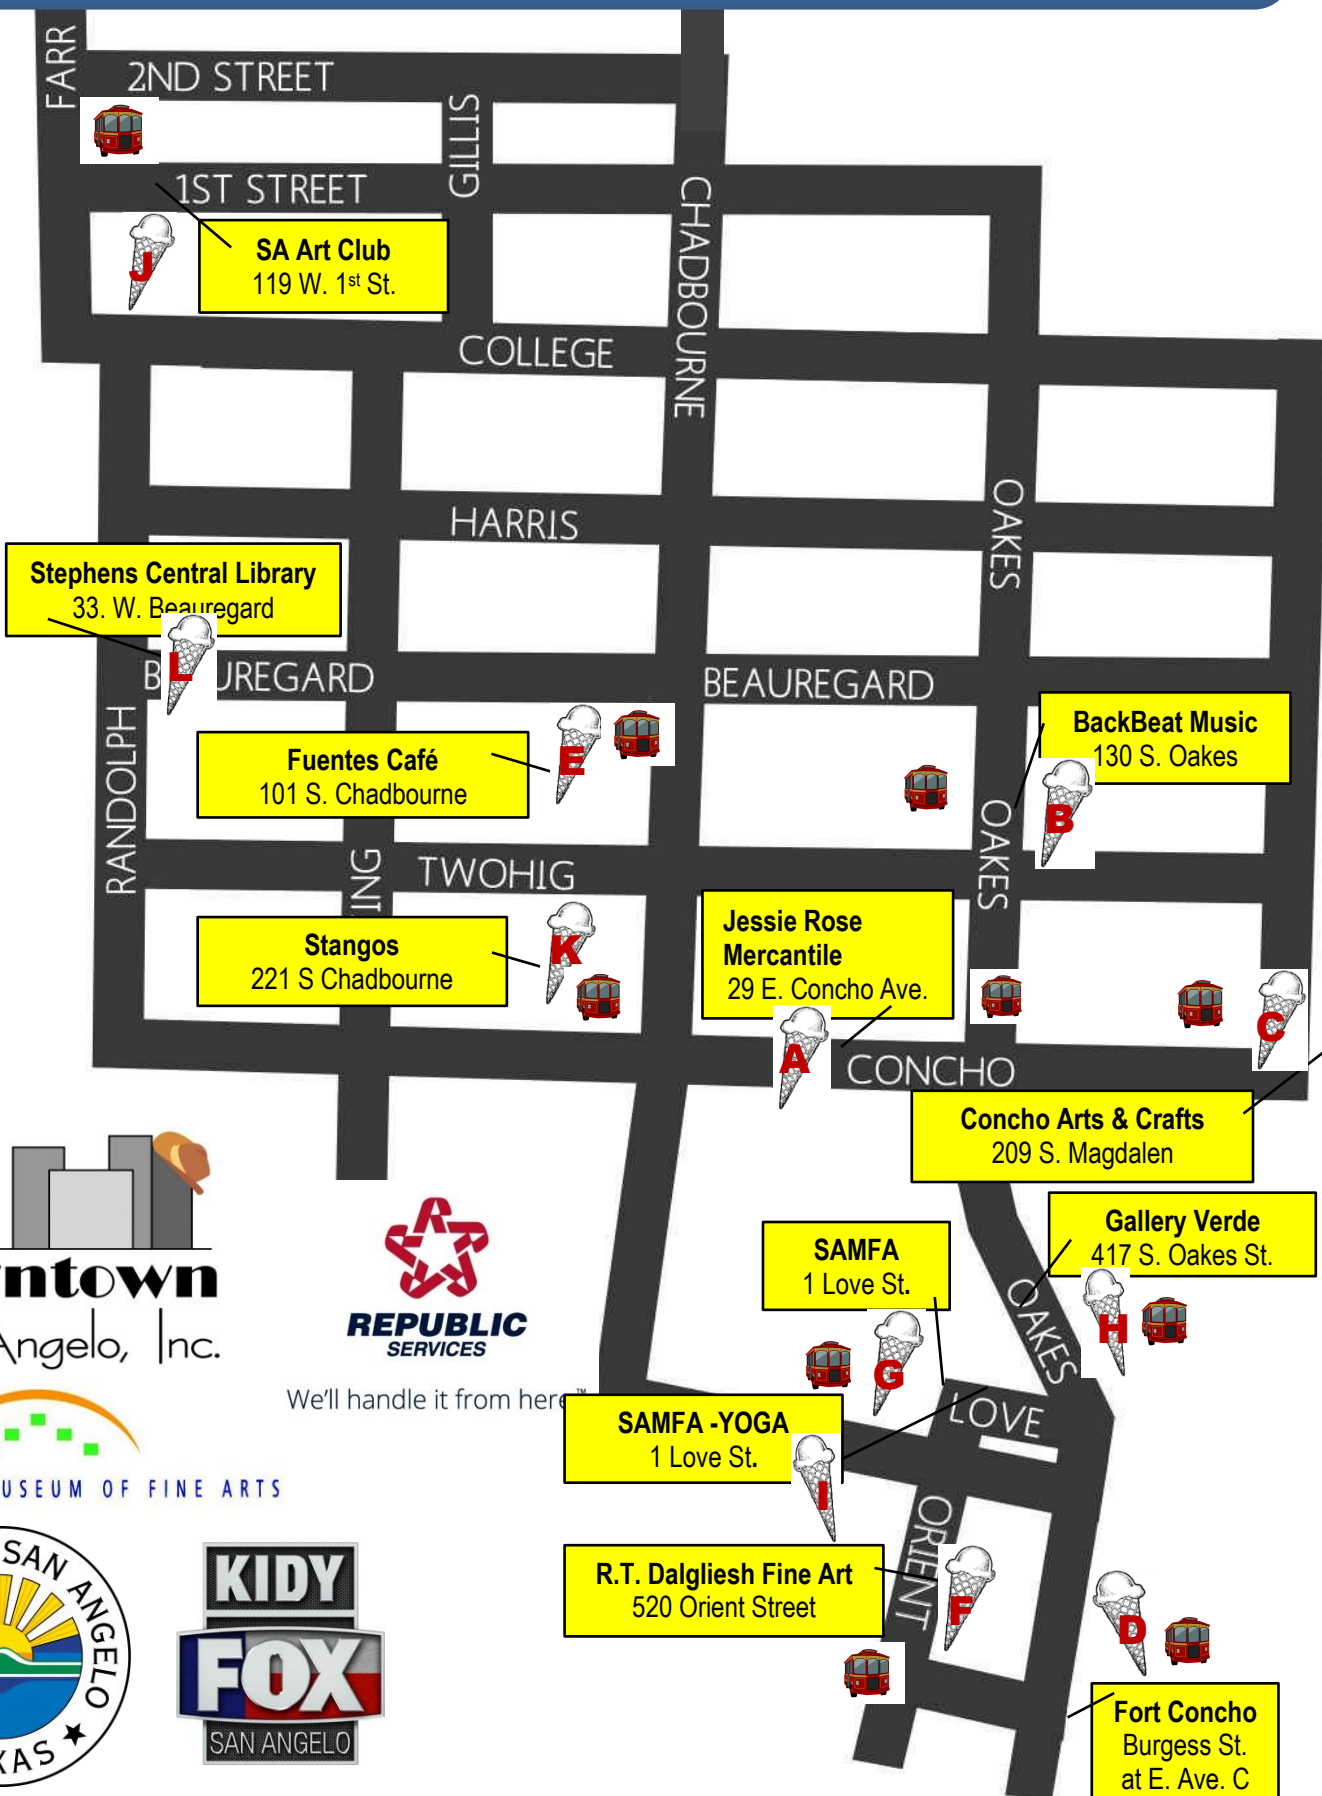 FARR
2ND STREET
GILLIS
1ST STREET
CHADBOURNE
J
SA Art Club
119 W. 1st St.
COLLEGE
HARRIS
OAKES
Stephens Central Library
33. W. Beauregard
L
BEAUREGARD
RANDOLPH
Fuentes Café
101 S. Chadbourne
E
BackBeat Music
130 S. Oakes
B
OAKES
TWOHIG
Stangos
221 S Chadbourne
K
Jessie Rose
Mercantile
29 E. Concho Ave.
A
C
CONCHO
Concho Arts & Crafts
209 S. Magdalen
Gallery Verde
417 S. Oakes St.
H
OAKES
SAMFA
1 Love St.
G
LOVE
SAMFA -YOGA
1 Love St.
I
ORIENT
R.T. Dalgliesh Fine Art
520 Orient Street
F
D
Fort Concho
Burgess St.
at E. Ave. C
Angelo, Inc.
REPUBLIC
SERVICES
We'll handle it from here.™
OF FINE ARTS
SAN ANGELO
KIDY
FOX
SAN ANGELO